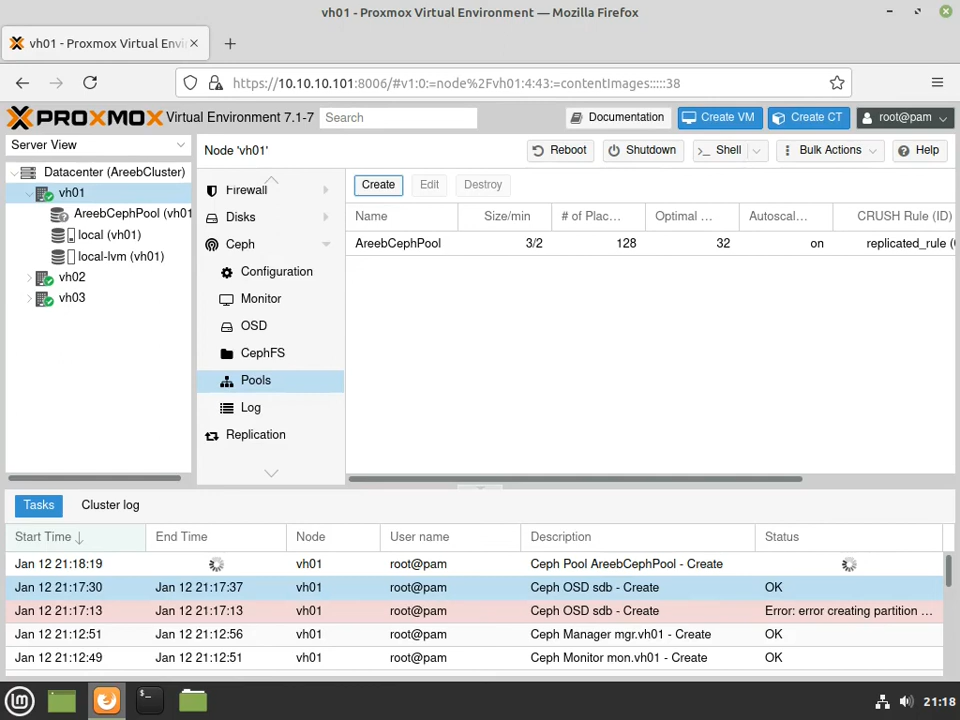 vh01 - Proxmox Virtual Environment — Mozilla Firefox
vh01 - Proxmox Virtual Envi
https://10.10.10.101:8006/#v1:0:=node%2Fvh01:4:43:=contentImages:::::38
PROXMOX Virtual Environment 7.1-7 Search Documentation Create VM Create CT root@pam
Server View
Node 'vh01' Reboot Shutdown >_ Shell Bulk Actions Help
Datacenter (AreebCluster)
vh01
AreebCephPool (vh01
local (vh01)
local-lvm (vh01)
vh02
vh03
Firewall
Disks
Ceph
Configuration
Monitor
OSD
CephFS
Pools
Log
Replication
Create Edit Destroy
Name Size/min # of Plac... Optimal ... Autoscal... CRUSH Rule (ID)
AreebCephPool 3/2 128 32 on replicated_rule (
Tasks Cluster log
Start Time End Time Node User name Description Status
Jan 12 21:18:19 vh01 root@pam Ceph Pool AreebCephPool - Create
Jan 12 21:17:30 Jan 12 21:17:37 vh01 root@pam Ceph OSD sdb - Create OK
Jan 12 21:17:13 Jan 12 21:17:13 vh01 root@pam Ceph OSD sdb - Create Error: error creating partition ...
Jan 12 21:12:51 Jan 12 21:12:56 vh01 root@pam Ceph Manager mgr.vh01 - Create OK
Jan 12 21:12:49 Jan 12 21:12:51 vh01 root@pam Ceph Monitor mon.vh01 - Create OK
21:18